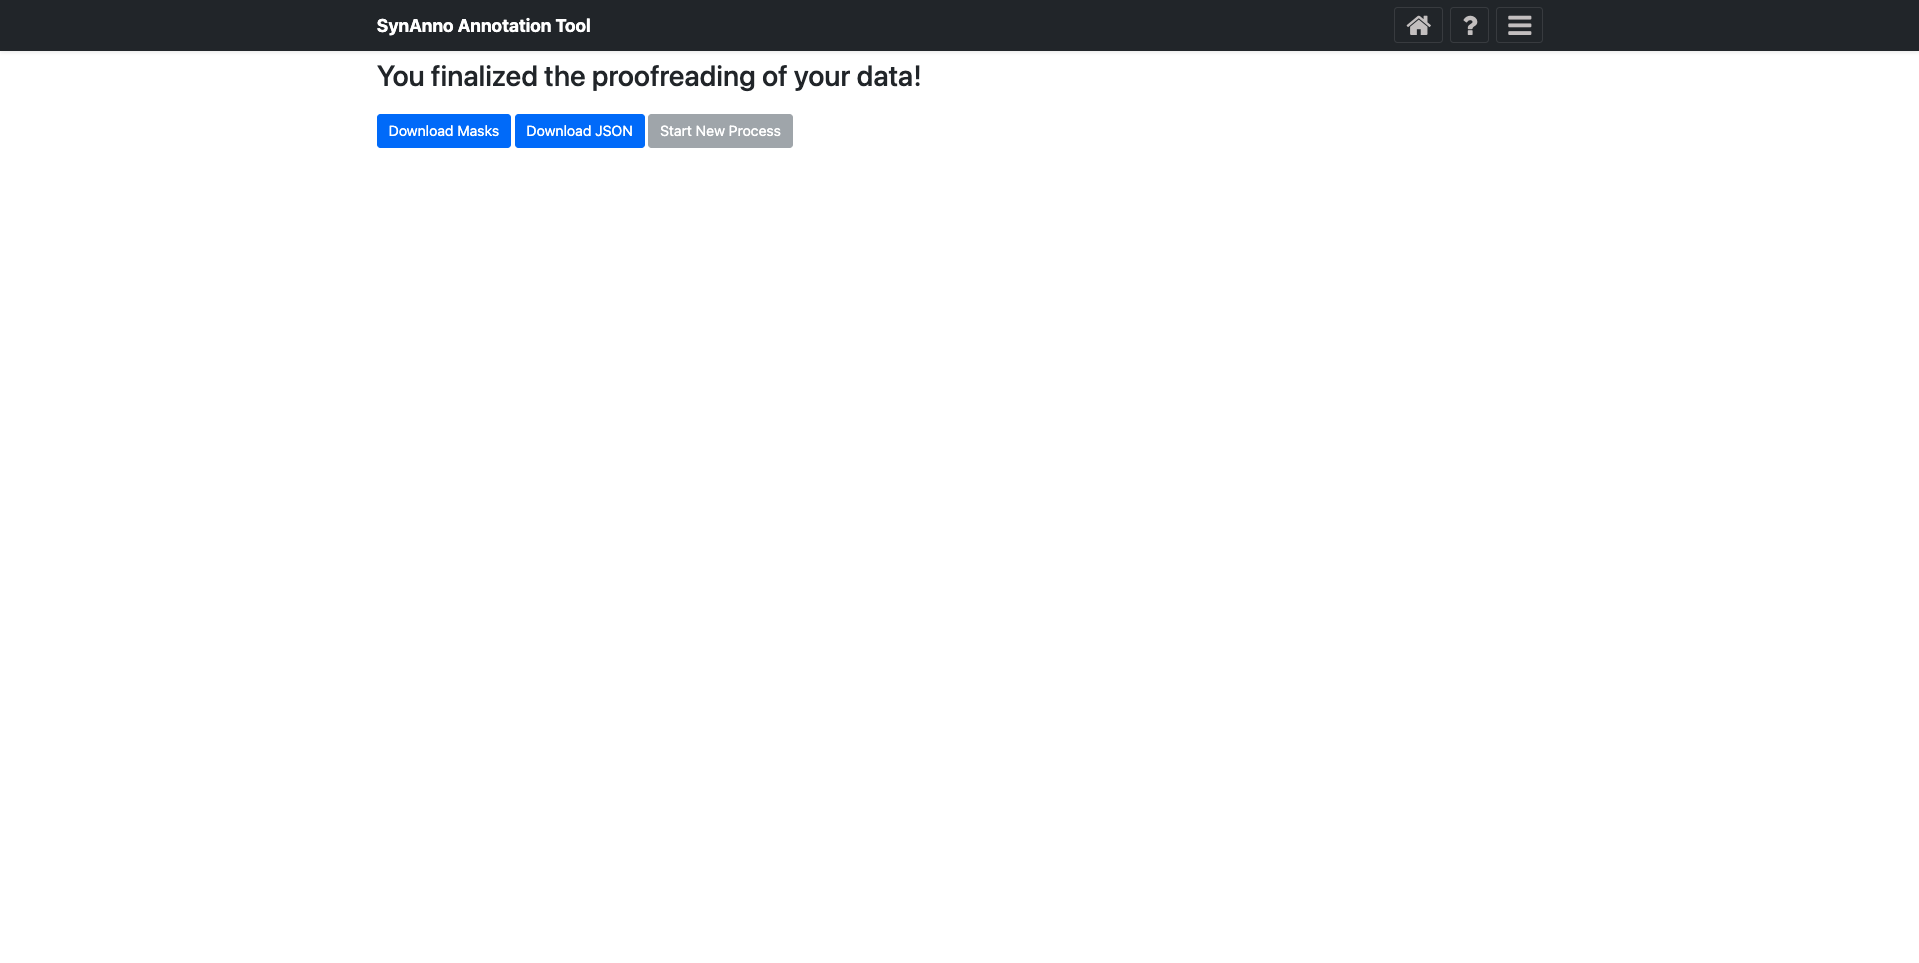 SynAnno Annotation Tool
?
You finalized the proofreading of your data!
Download Masks Download JSON Start New Process